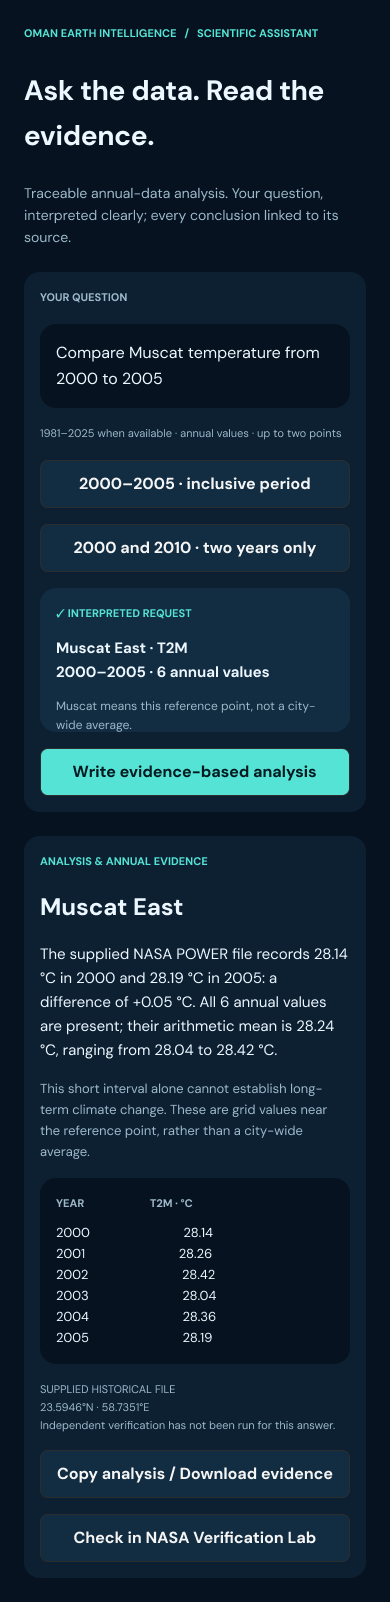 OMAN EARTH INTELLIGENCE / SCIENTIFIC ASSISTANT
Ask the data. Read the
evidence.
Traceable annual-data analysis. Your question,
interpreted clearly; every conclusion linked to its
source.
YOUR QUESTION
Compare Muscat temperature from
2000 to 2005
1981–2025 when available · annual values · up to two points
2000–2005 · inclusive period
2000 and 2010 · two years only
✓ INTERPRETED REQUEST
Muscat East · T2M
2000–2005 · 6 annual values
Muscat means this reference point, not a city-
wide average.
Write evidence-based analysis
ANALYSIS & ANNUAL EVIDENCE
Muscat East
The supplied NASA POWER file records 28.14
°C in 2000 and 28.19 °C in 2005: a
difference of +0.05 °C. All 6 annual values
are present; their arithmetic mean is 28.24
°C, ranging from 28.04 to 28.42 °C.
This short interval alone cannot establish long-
term climate change. These are grid values near
the reference point, rather than a city-wide
average.
YEAR T2M · °C
2000 28.14
2001 28.26
2002 28.42
2003 28.04
2004 28.36
2005 28.19
SUPPLIED HISTORICAL FILE
23.5946°N · 58.7351°E
Independent verification has not been run for this answer.
Copy analysis / Download evidence
Check in NASA Verification Lab